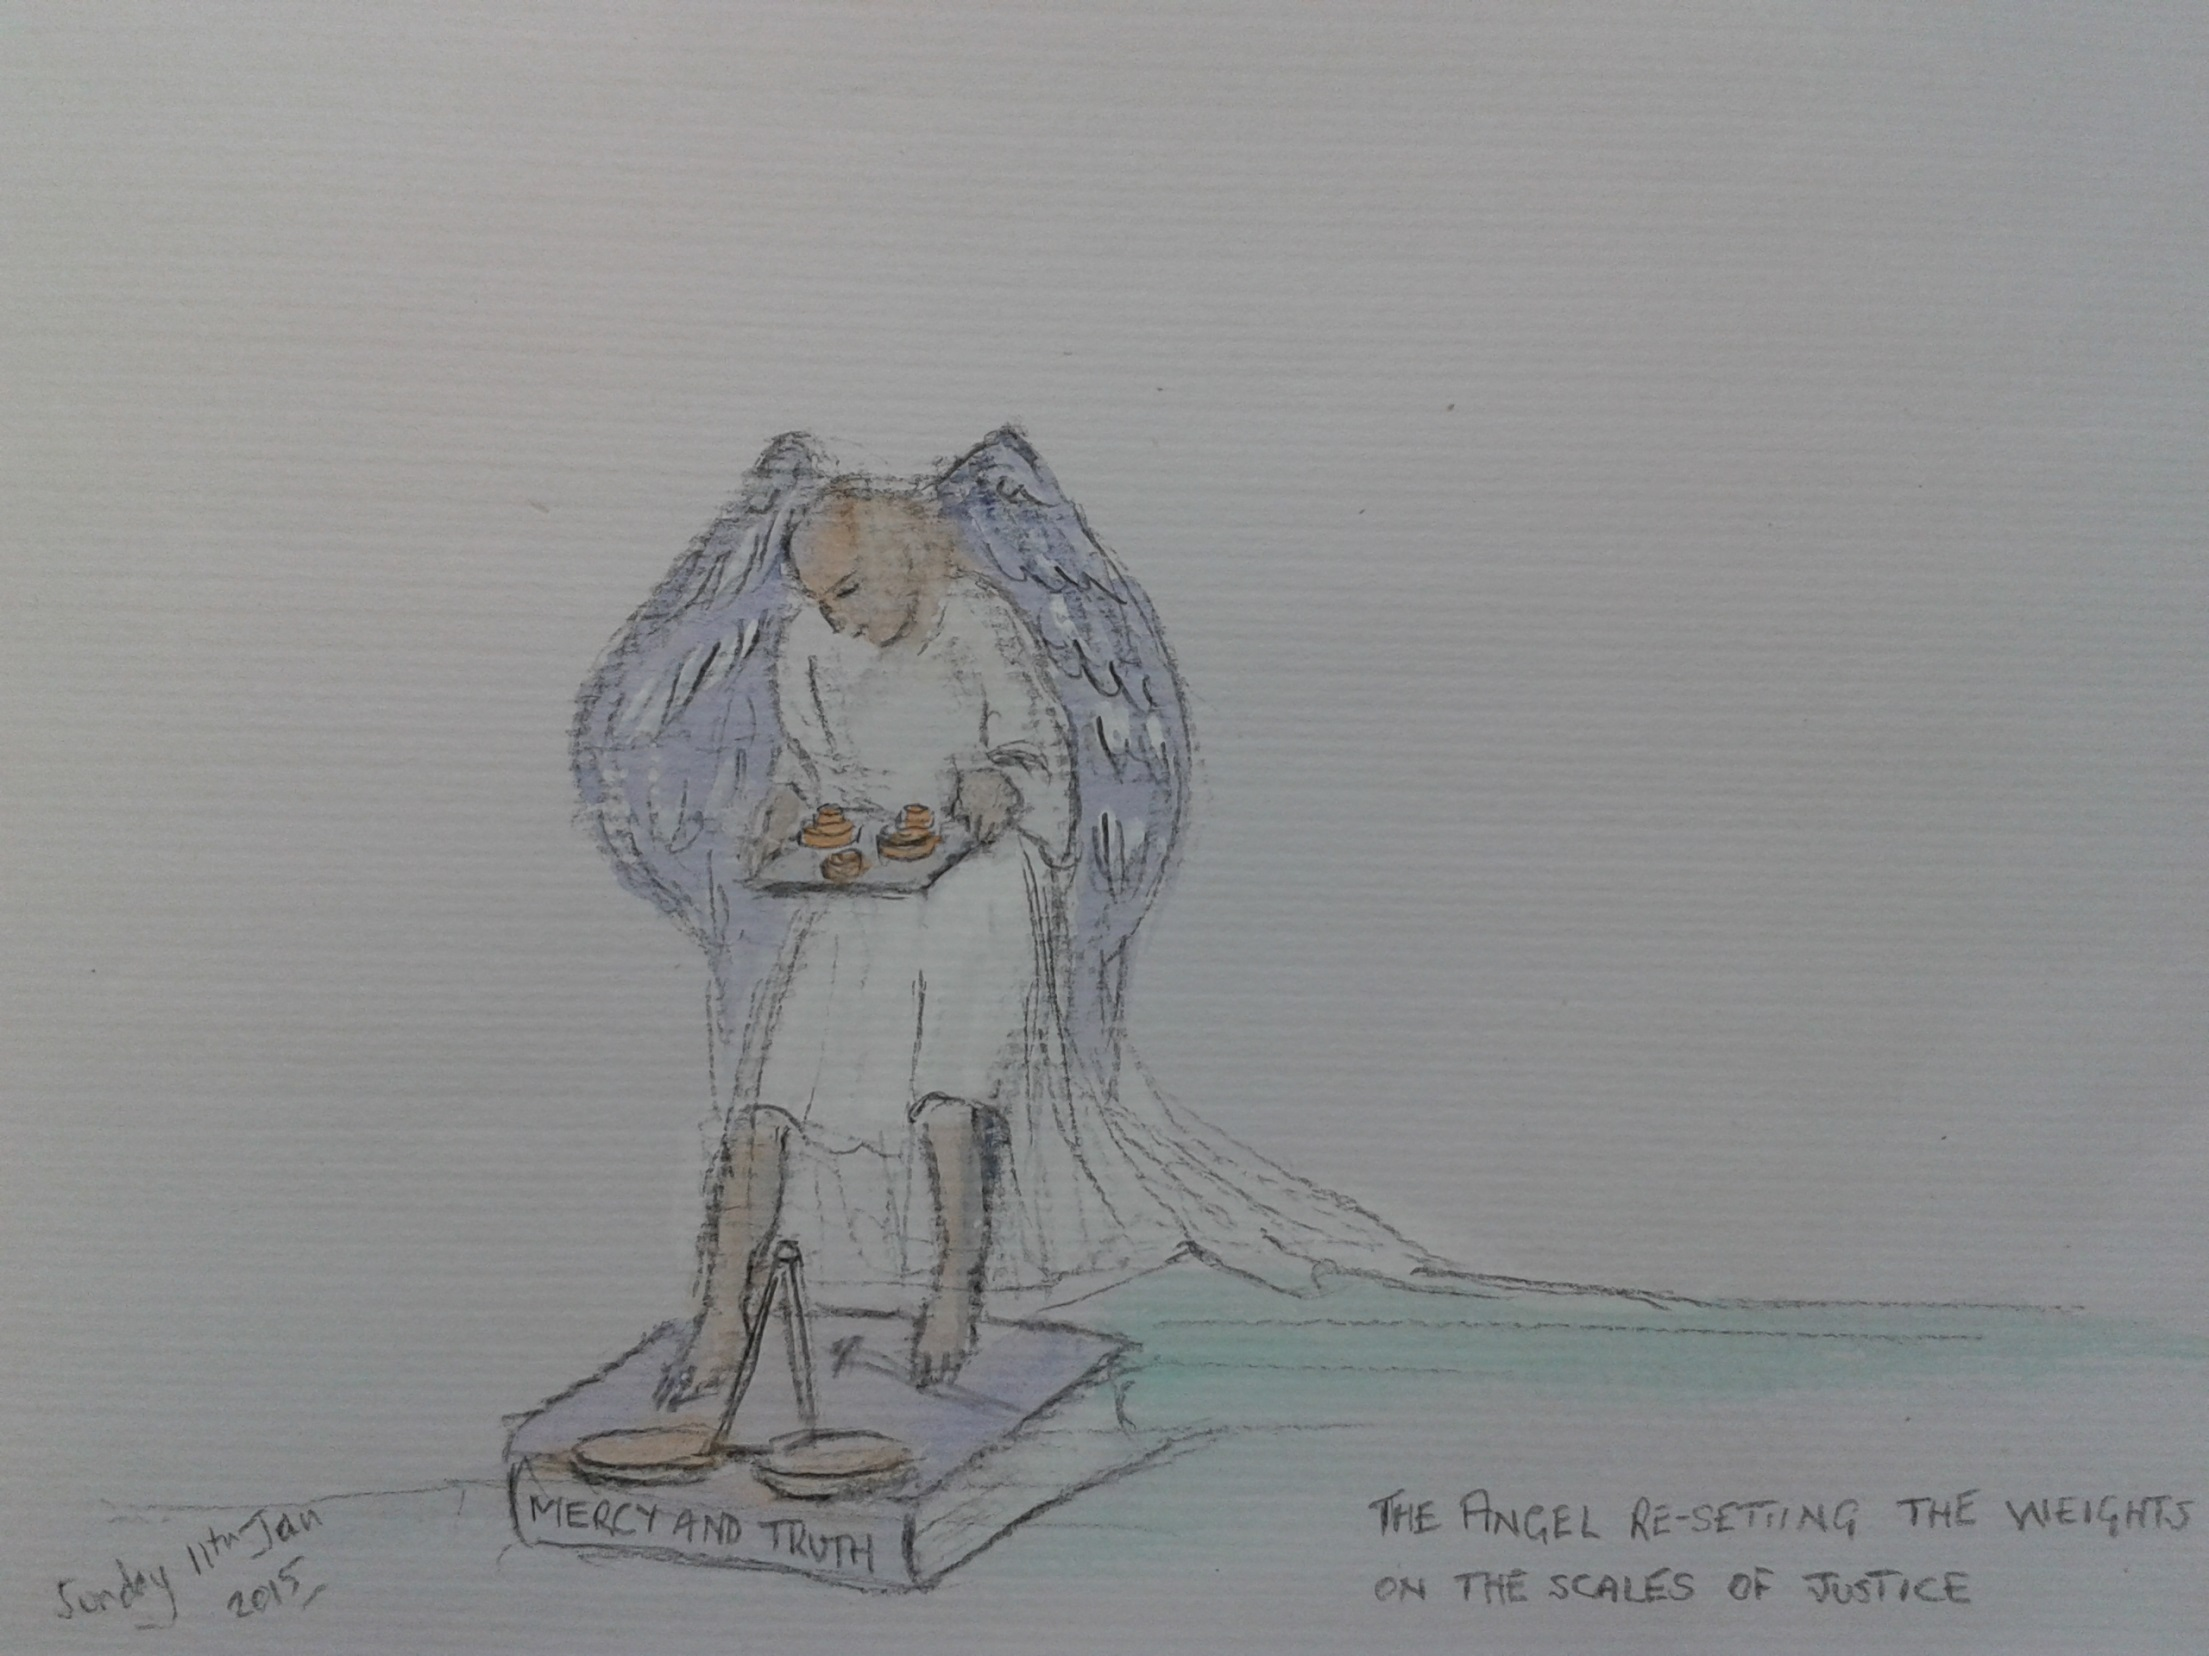 MERCY AND TRUTH
Sunday 11th Jan
2015
THE ANGEL RE-SETTING THE WEIGHTS
ON THE SCALES OF JUSTICE